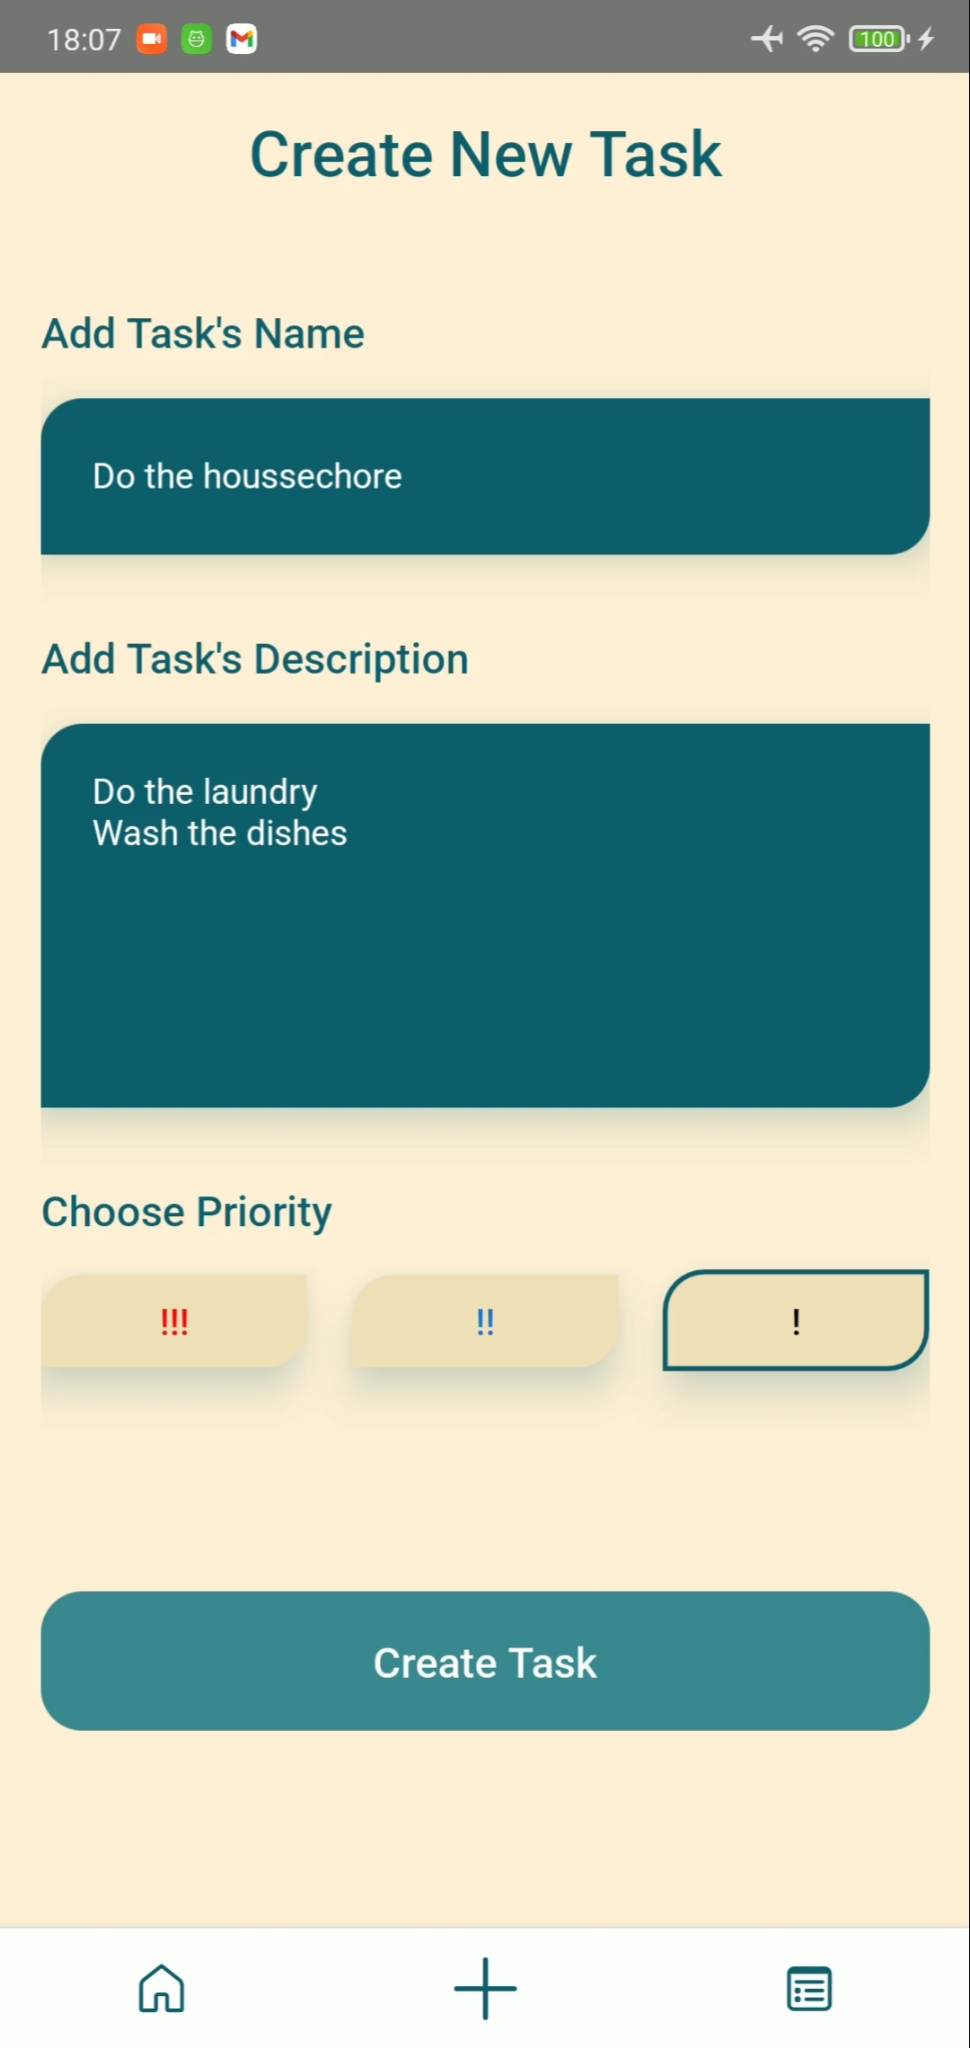 18:07
100
Create New Task
Add Task's Name
Do the houssechore
Add Task's Description
Do the laundry
Wash the dishes
Choose Priority
!!! !! !
Create Task